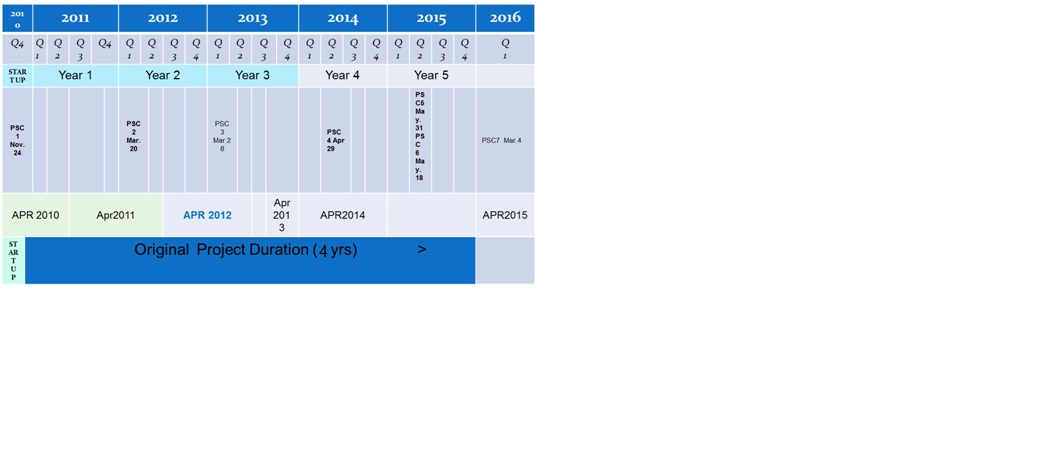 201
0
2011
2012
2013
2014
2015
2016
Q4
Q
1
Q
2
Q
3
Q4
Q
1
Q
2
Q
3
Q
4
Q
1
Q
2
Q
3
Q
4
Q
1
Q
2
Q
3
Q
4
Q
1
Q
2
Q
3
Q
4
Q
1
STAR
T UP
Year 1
Year 2
Year 3
Year 4
Year 5
PSC
1
Nov.
24
PSC
2
Mar.
20
PSC
3
Mar.2
8
PSC
4 Apr
29
PS
C5
Ma
y.
31
PS
C
6
Ma
y.
18
PSC7 Mar.4
APR 2010
Apr2011
APR 2012
Apr
201
3
APR2014
APR2015
ST
AR
T
U
P
Original Project Duration ( 4 yrs) >